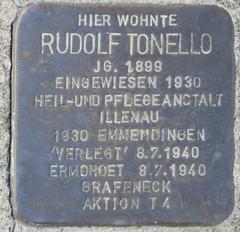 HIER WOHNTE
RUDOLF TONELLO
JG. 1899
EINGEWIESEN 1930
HEIL-UND PFLEGEANSTALT
ILLENAU
1930 EMMENDINGEN
'VERLEGT' 8.7.1940
ERMORDET 8.7.1940
GRAFENECK
AKTION T4